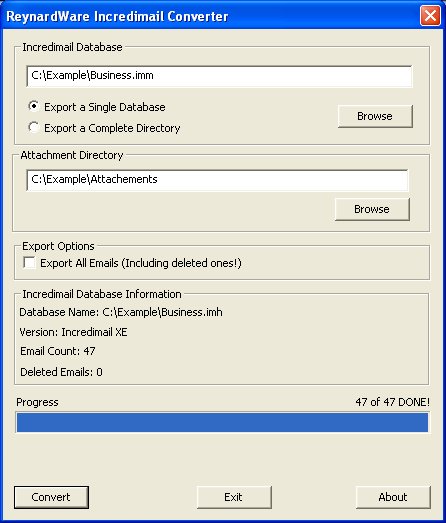 ReynardWare Incredimail Converter
Incredimail Database
C:\Example\Business.imm
Export a Single Database
Export a Complete Directory
Browse
Attachment Directory
C:\Example\Attachements
Browse
Export Options
Export All Emails (Including deleted ones!)
Incredimail Database Information
Database Name: C:\Example\Business.imh
Version: Incredimail XE
Email Count: 47
Deleted Emails: 0
Progress 47 of 47 DONE!
Convert Exit About